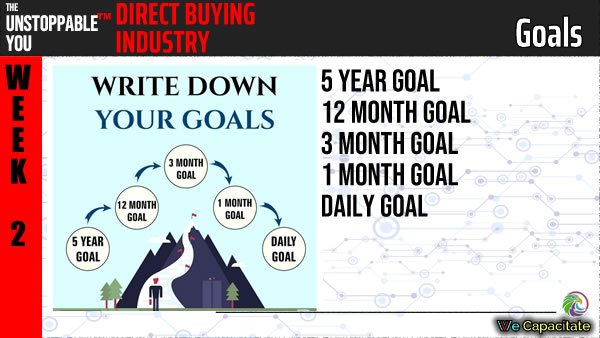 THE
UNSTOPPABLE™
YOU
DIRECT BUYING
INDUSTRY
Goals
WEEK 2
WRITE DOWN
YOUR GOALS
5 YEAR
GOAL
12 MONTH
GOAL
3 MONTH
GOAL
1 MONTH
GOAL
DAILY
GOAL
5 YEAR GOAL
12 MONTH GOAL
3 MONTH GOAL
1 MONTH GOAL
DAILY GOAL
We Capacitate